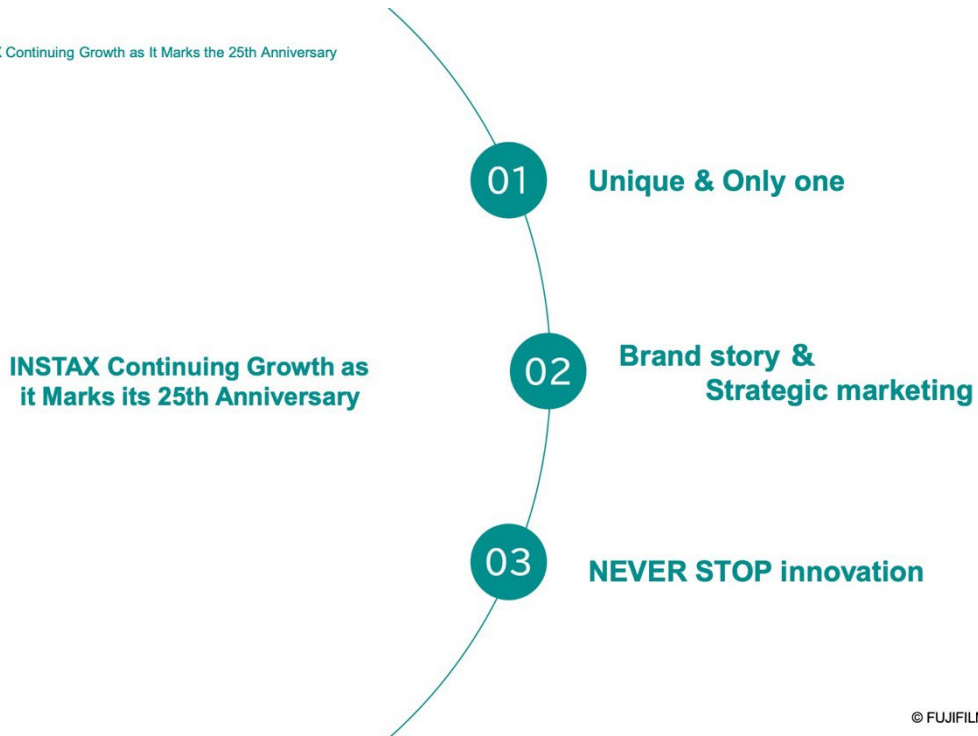 Continuing Growth as It Marks the 25th Anniversary
01
Unique & Only one
INSTAX Continuing Growth as
it Marks its 25th Anniversary
02
Brand story &
Strategic marketing
03
NEVER STOP innovation
©